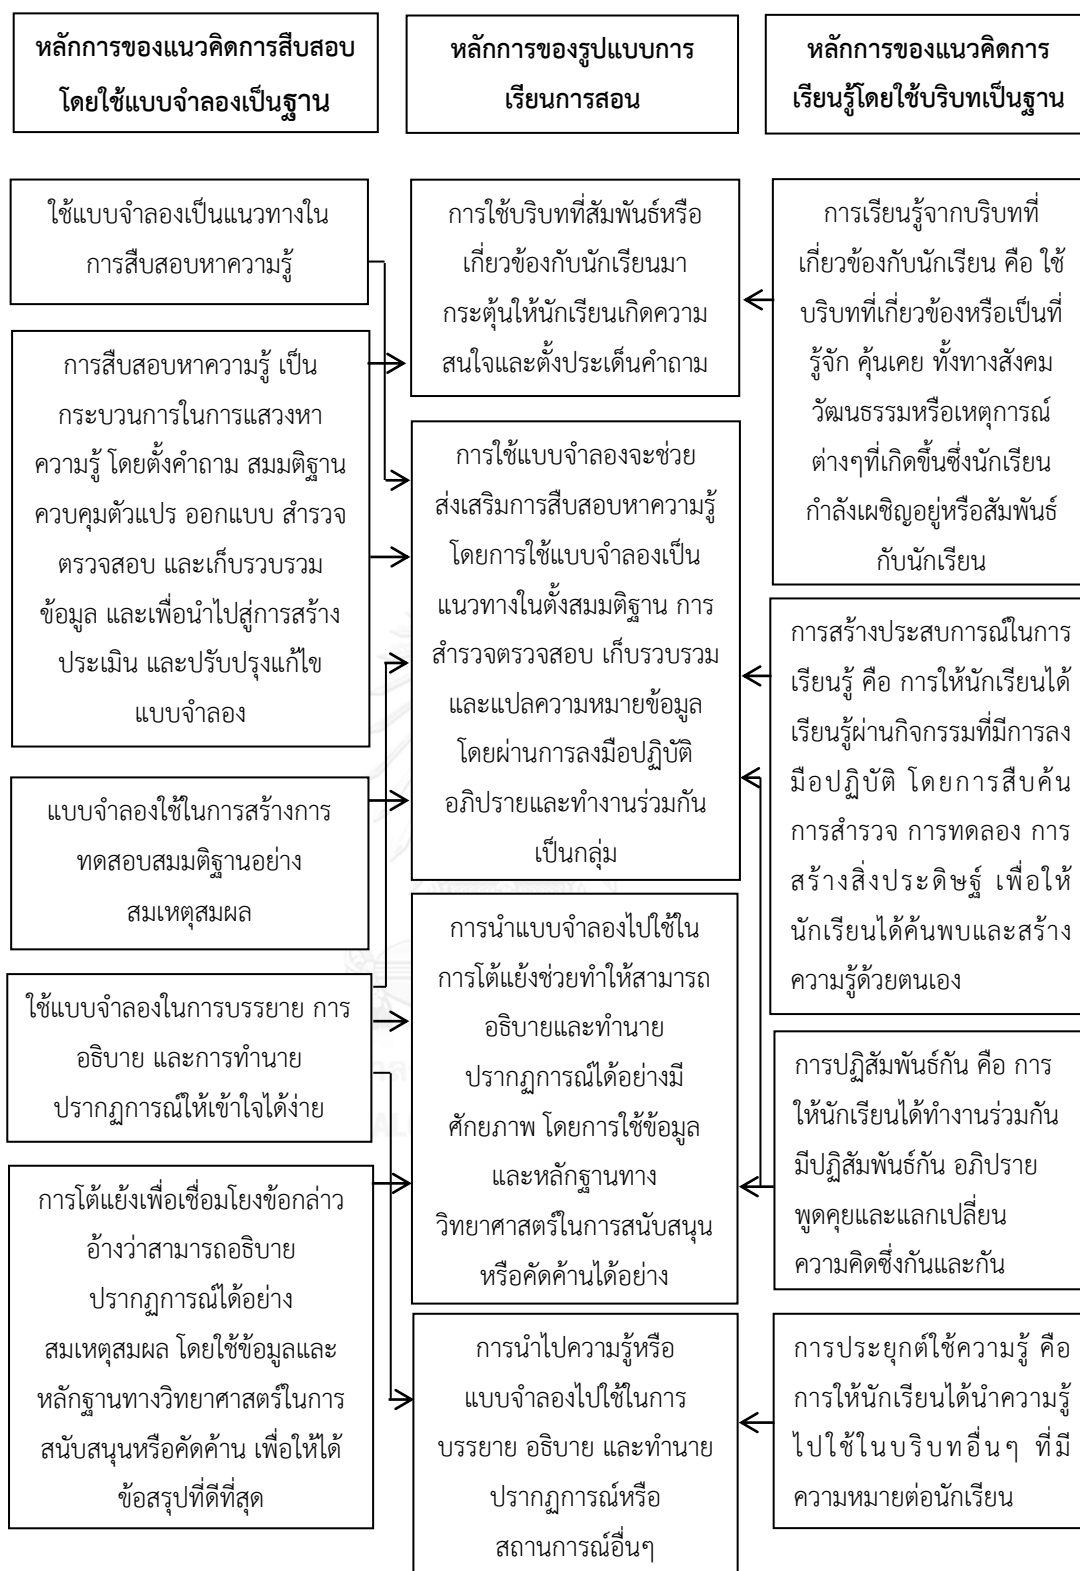 หลักการของแนวคิดการสืบสอบ
โดยใช้แบบจำลองเป็นฐาน
หลักการของรูปแบบการ
เรียนการสอน
หลักการของแนวคิดการ
เรียนรู้โดยใช้บริบทเป็นฐาน
ใช้แบบจำลองเป็นแนวทางใน
การสืบสอบหาความรู้
การสืบสอบหาความรู้ เป็น
กระบวนการในการแสวงหา
ความรู้ โดยตั้งคำถาม สมมติฐาน
ควบคุมตัวแปร ออกแบบ สำรวจ
ตรวจสอบ และเก็บรวบรวม
ข้อมูล และเพื่อนำไปสู่การสร้าง
ประเมิน และปรับปรุงแก้ไข
แบบจำลอง
แบบจำลองใช้ในการสร้างการ
ทดสอบสมมติฐานอย่าง
สมเหตุสมผล
ใช้แบบจำลองในการบรรยาย การ
อธิบาย และการทำนาย
ปรากฏการณ์ให้เข้าใจได้ง่าย
การโต้แย้งเพื่อเชื่อมโยงข้อกล่าว
อ้างว่าสามารถอธิบาย
ปรากฏการณ์ได้อย่าง
สมเหตุสมผล โดยใช้ข้อมูลและ
หลักฐานทางวิทยาศาสตร์ในการ
สนับสนุนหรือคัดค้าน เพื่อให้ได้
ข้อสรุปที่ดีที่สุด
การใช้บริบทที่สัมพันธ์หรือ
เกี่ยวข้องกับนักเรียนมา
กระตุ้นให้นักเรียนเกิดความ
สนใจและตั้งประเด็นคำถาม
การใช้แบบจำลองจะช่วย
ส่งเสริมการสืบสอบหาความรู้
โดยการใช้แบบจำลองเป็น
แนวทางในตั้งสมมติฐาน การ
สำรวจตรวจสอบ เก็บรวบรวม
และแปลความหมายข้อมูล
โดยผ่านการลงมือปฏิบัติ
อภิปรายและทำงานร่วมกัน
เป็นกลุ่ม
การนำแบบจำลองไปใช้ใน
การโต้แย้งช่วยทำให้สามารถ
อธิบายและทำนาย
ปรากฏการณ์ได้อย่างมี
ศักยภาพ โดยการใช้ข้อมูล
และหลักฐานทาง
วิทยาศาสตร์ในการสนับสนุน
หรือคัดค้านได้อย่าง
การนำไปความรู้หรือ
แบบจำลองไปใช้ในการ
บรรยาย อธิบาย และทำนาย
ปรากฏการณ์หรือ
สถานการณ์อื่นๆ
การเรียนรู้จากบริบทที่
เกี่ยวข้องกับนักเรียน คือ ใช้
บริบทที่เกี่ยวข้องหรือเป็นที่
รู้จัก คุ้นเคย ทั้งทางสังคม
วัฒนธรรมหรือเหตุการณ์
ต่างๆที่เกิดขึ้นซึ่งนักเรียน
กำลังเผชิญอยู่หรือสัมพันธ์
กับนักเรียน
การสร้างประสบการณ์ในการ
เรียนรู้ คือ การให้นักเรียนได้
เรียนรู้ผ่านกิจกรรมที่มีการลง
มือปฏิบัติ โดยการสืบค้น
การสำรวจ การทดลอง การ
สร้างสิ่งประดิษฐ์ เพื่อให้
นักเรียนได้ค้นพบและสร้าง
ความรู้ด้วยตนเอง
การปฏิสัมพันธ์กัน คือ การ
ให้นักเรียนได้ทำงานร่วมกัน
มีปฏิสัมพันธ์กัน อภิปราย
พูดคุยและแลกเปลี่ยน
ความคิดซึ่งกันและกัน
การประยุกต์ใช้ความรู้ คือ
การให้นักเรียนได้นำความรู้
ไปใช้ในบริบทอื่นๆ ที่มี
ความหมายต่อนักเรียน